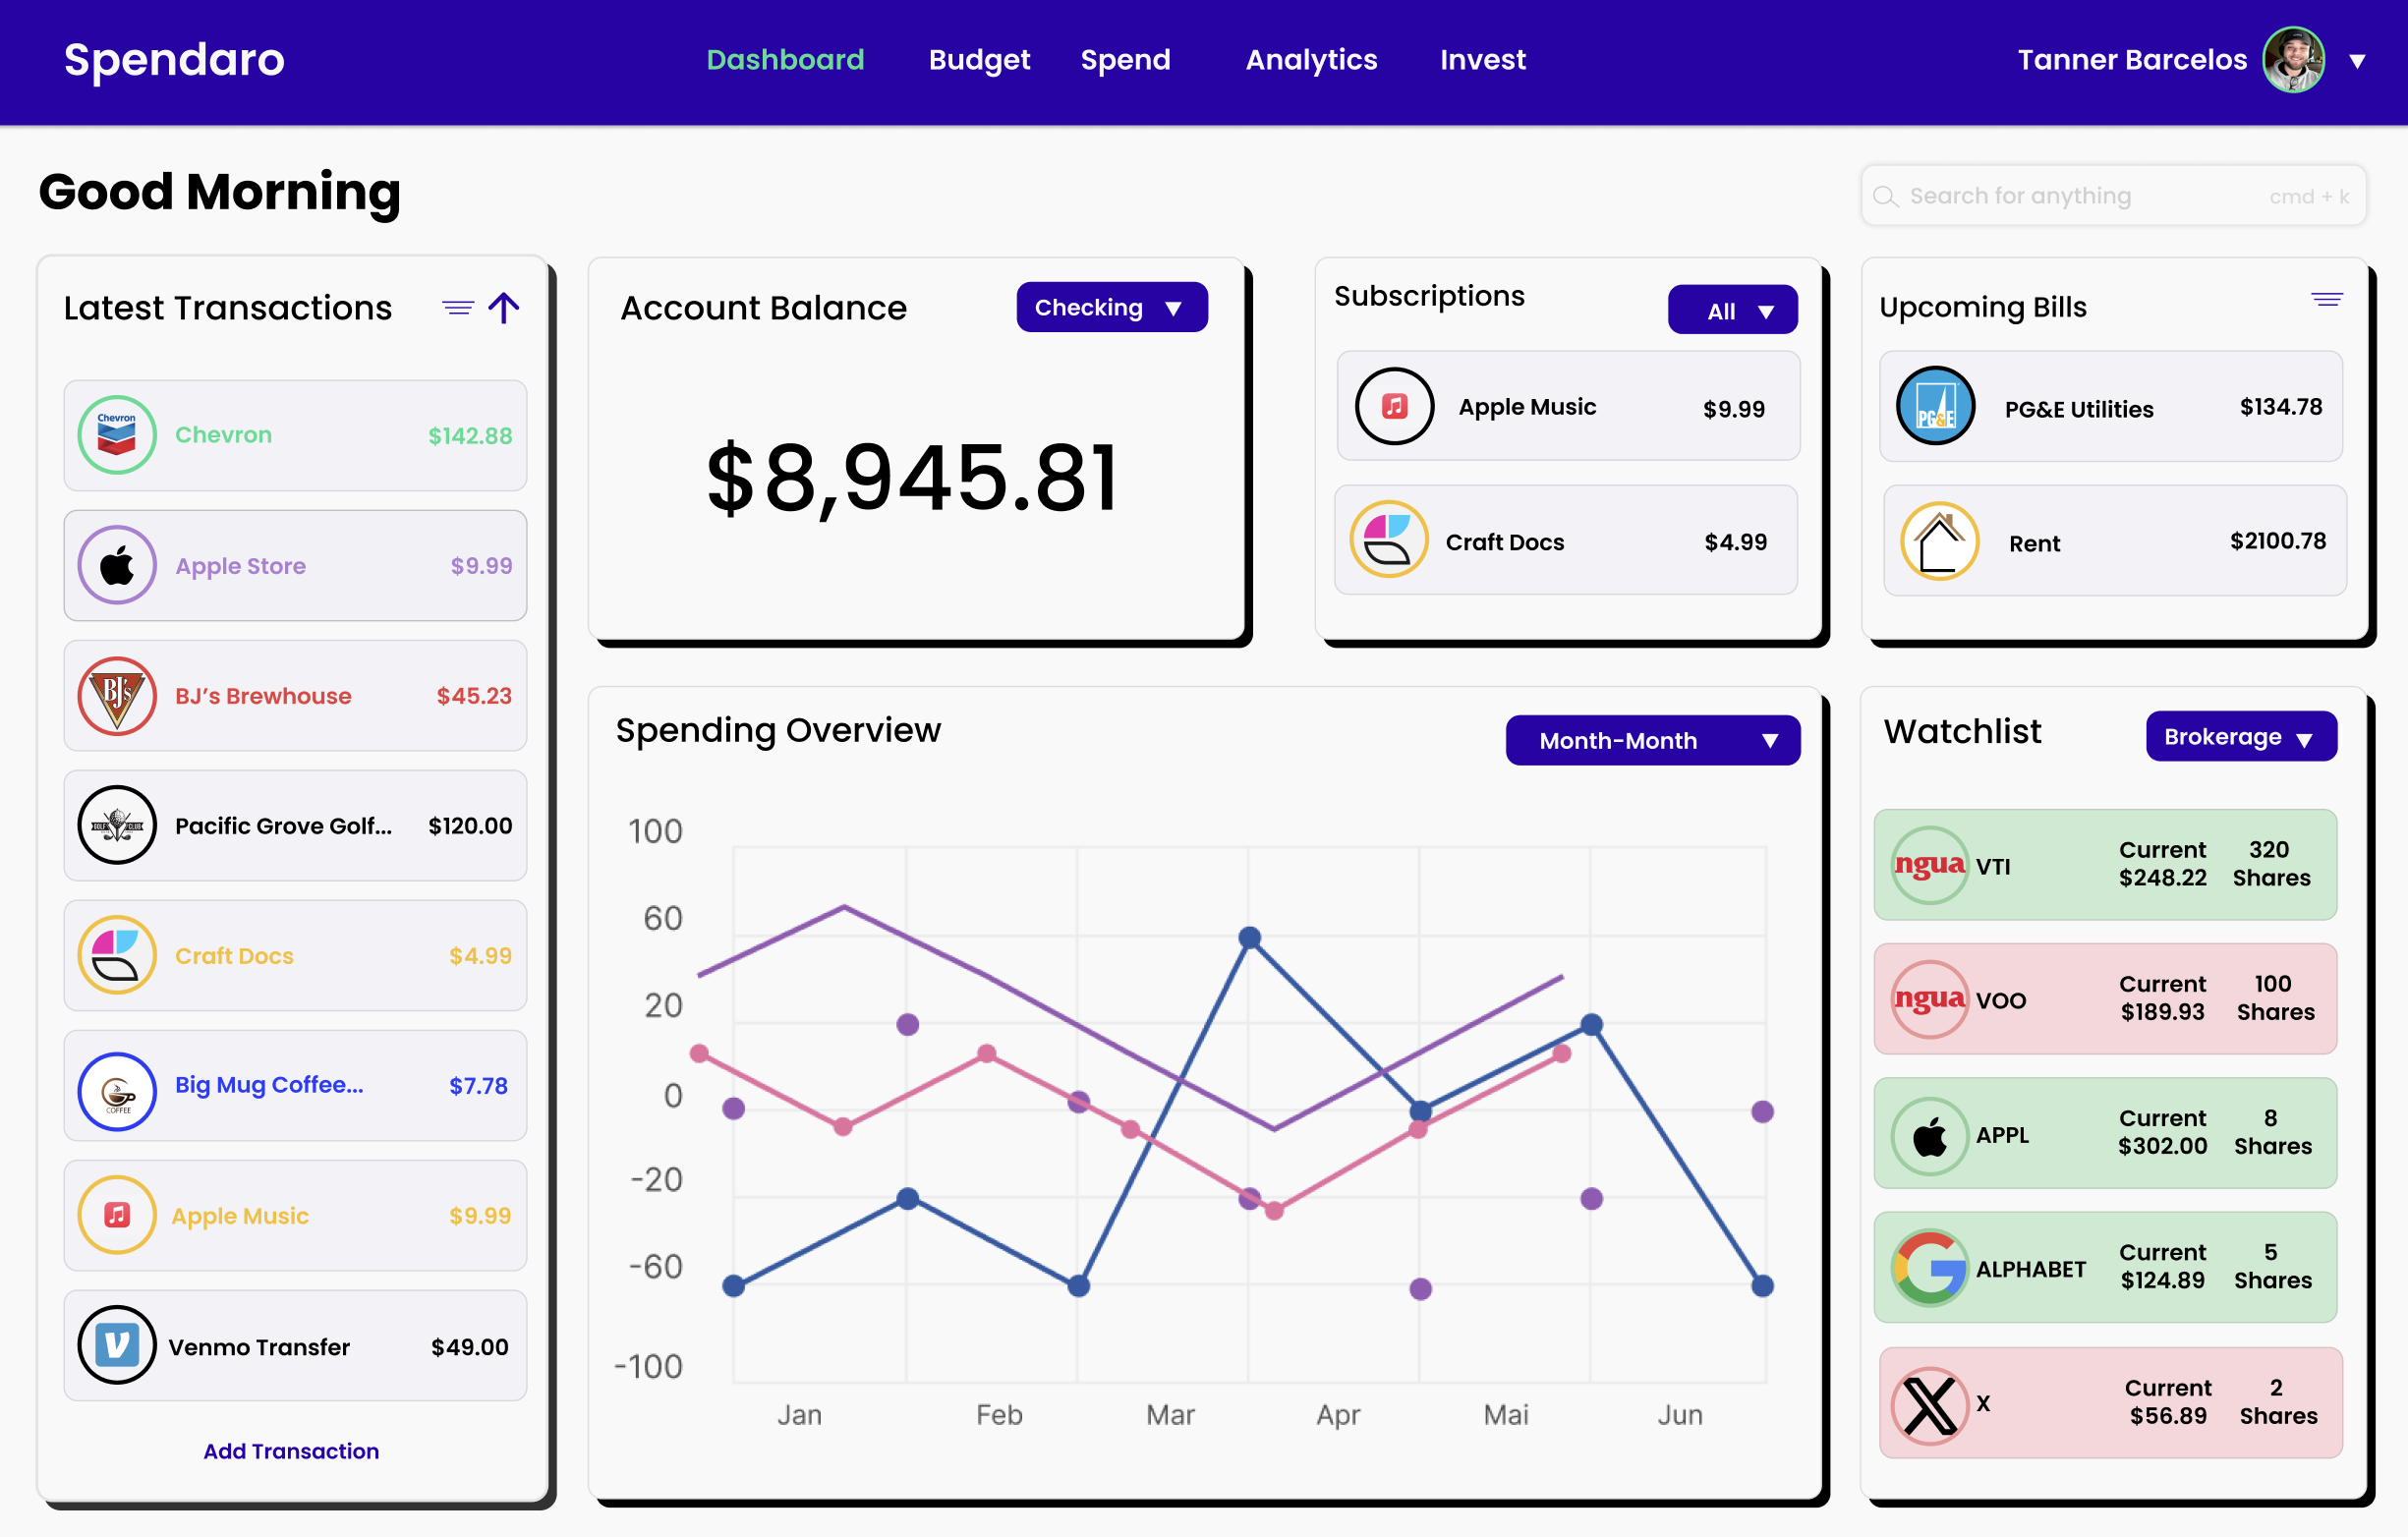 Spendaro
Dashboard
Budget
Spend
Analytics
Invest
Tanner Barcelos
Good Morning
Search for anything
cmd + k
Latest Transactions
Chevron
Chevron
$142.88
Apple Store
$9.99
BJ's
BJ's Brewhouse
$45.23
Pacific Grove Golf...
$120.00
Craft Docs
$4.99
COFFEE
Big Mug Coffee...
$7.78
Apple Music
$9.99
Venmo Transfer
$49.00
Add Transaction
Account Balance
Checking
$8,945.81
Subscriptions
All
Apple Music
$9.99
Craft Docs
$4.99
Upcoming Bills
PG&E
PG&E Utilities
$134.78
Rent
$2100.78
Spending Overview
Month-Month
100
60
20
0
-20
-60
-100
Jan
Feb
Mar
Apr
Mai
Jun
Watchlist
Brokerage
ngua
VTI
Current
$248.22
320
Shares
ngua
VOO
Current
$189.93
100
Shares
APPL
Current
$302.00
8
Shares
ALPHABET
Current
$124.89
5
Shares
X
Current
$56.89
2
Shares